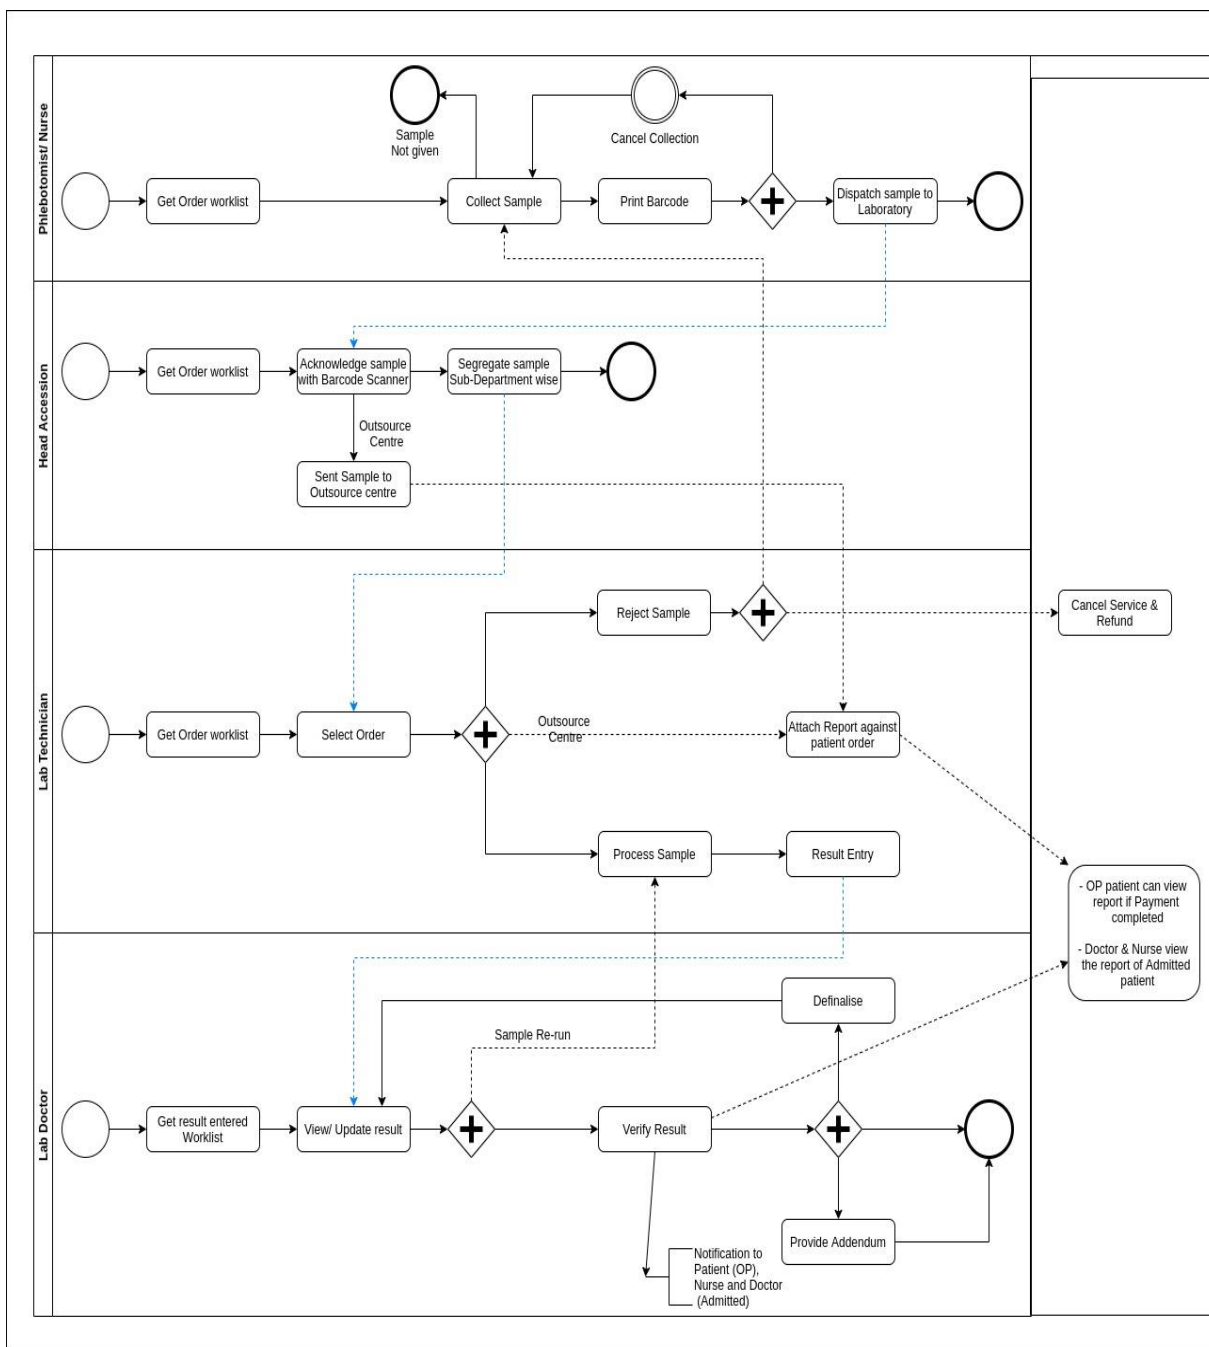 Phlebotomist/ Nurse
Sample
Not given
Cancel Collection
Get Order worklist
Collect Sample
Print Barcode
Dispatch sample to
Laboratory
Head Accession
Get Order worklist
Acknowledge sample
with Barcode Scanner
Segregate sample
Sub-Department wise
Outsource
Centre
Sent Sample to
Outsource centre
Lab Technician
Reject Sample
Cancel Service &
Refund
Get Order worklist
Select Order
Outsource
Centre
Attach Report against
patient order
Process Sample
Result Entry
- OP patient can view
report if Payment
completed
- Doctor & Nurse view
the report of Admitted
patient
Lab Doctor
Definalise
Sample Re-run
Get result entered
Worklist
View/ Update result
Verify Result
Provide Addendum
Notification to
Patient (OP),
Nurse and Doctor
(Admitted)